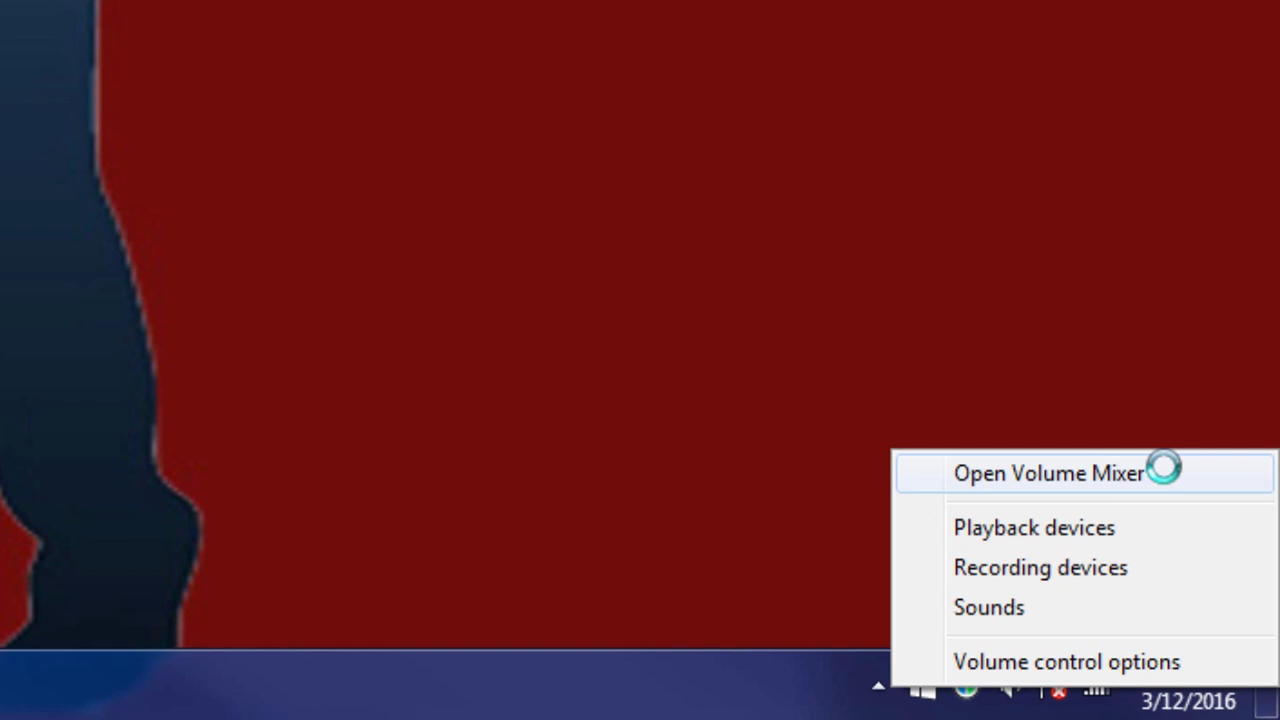 Open Volume Mixer
Playback devices
Recording devices
Sounds
Volume control options
3/12/2016